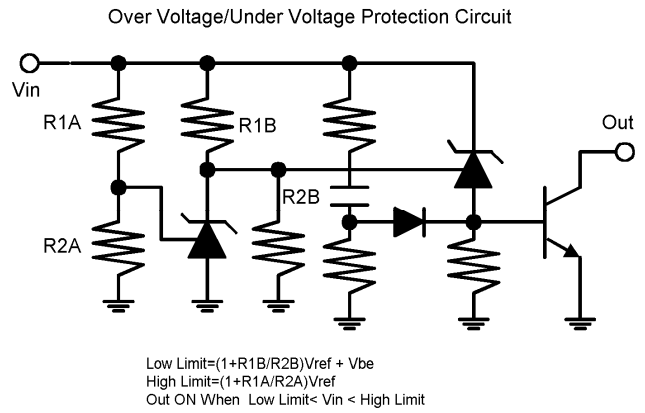 Over Voltage/Under Voltage Protection Circuit
Vin
R1A
R1B
Out
R2B
R2A
Low Limit=(1+R1B/R2B)Vref + Vbe
High Limit=(1+R1A/R2A)Vref
Out ON When Low Limit< Vin < High Limit